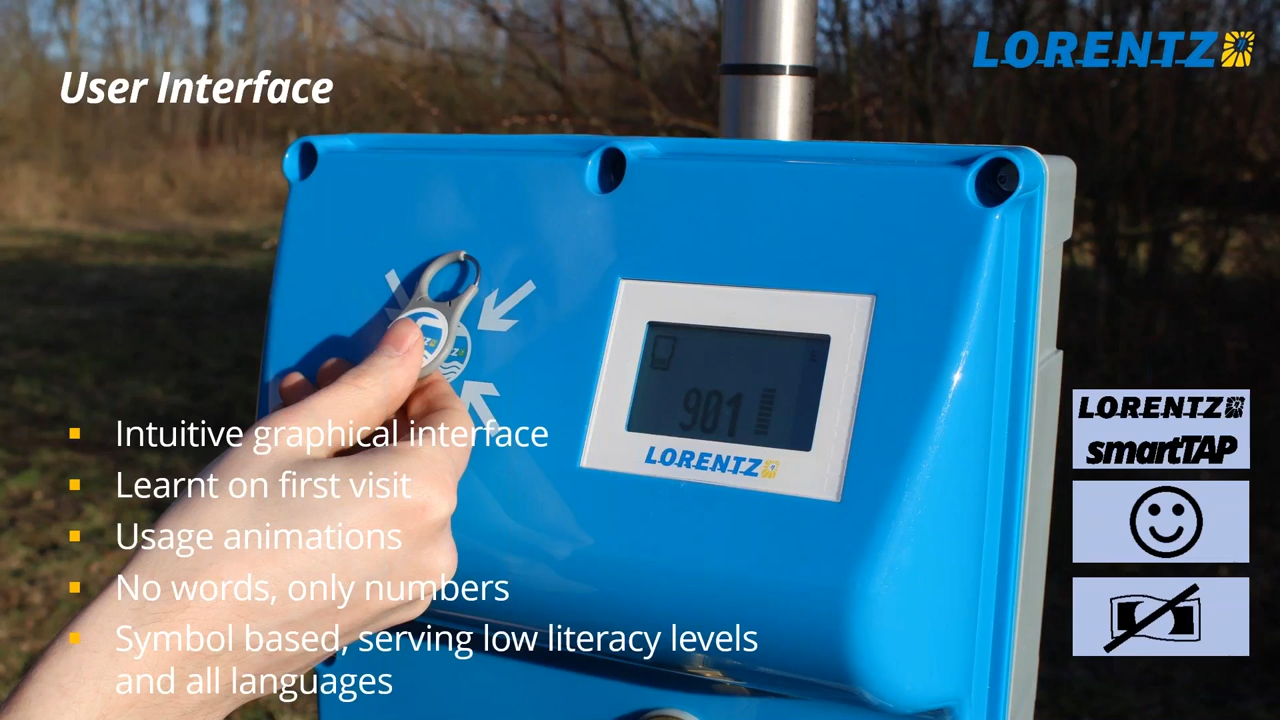 LORENTZ
User Interface
901
LORENTZ
LORENTZ
smartTAP
Intuitive graphical interface
Learnt on first visit
Usage animations
No words, only numbers
Symbol based, serving low literacy levels
and all languages